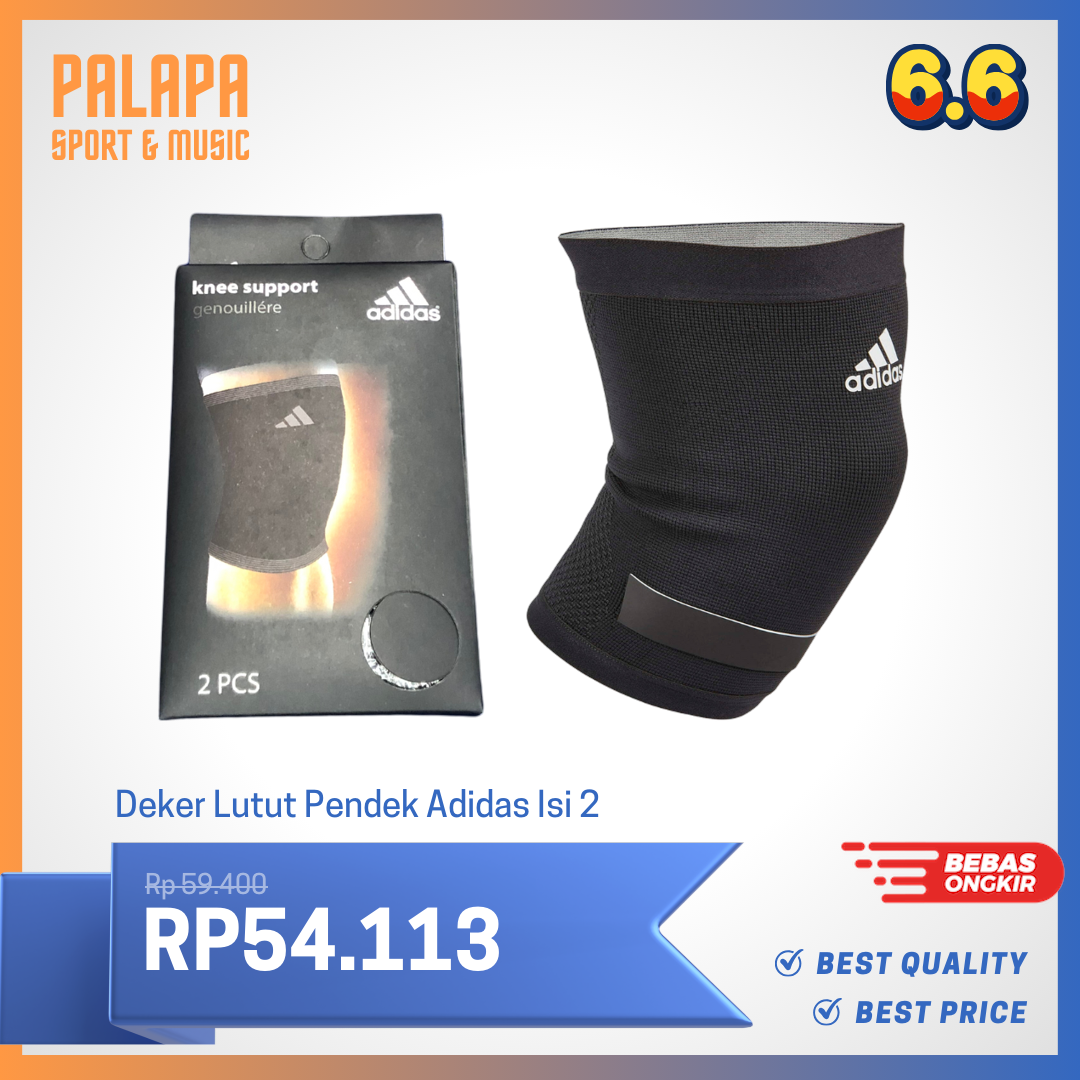 PALAPA
SPORT & MUSIC
6.6
knee support
genouillére
adidas
adidas
2 PCS
Deker Lutut Pendek Adidas Isi 2
Rp 59.400
RP54.113
BEBAS
ONGKIR
BEST QUALITY
BEST PRICE